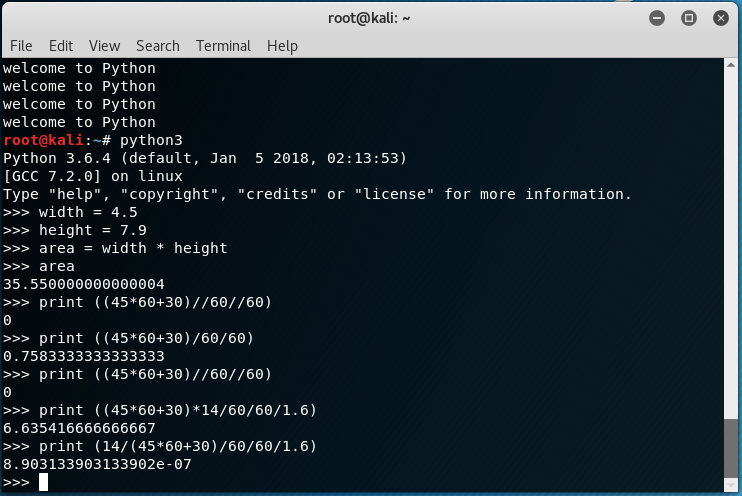 root@kali: ~
File Edit View Search Terminal Help
welcome to Python
welcome to Python
welcome to Python
welcome to Python
root@kali:~# python3
Python 3.6.4 (default, Jan  5 2018, 02:13:53)
[GCC 7.2.0] on linux
Type "help", "copyright", "credits" or "license" for more information.
>>> width = 4.5
>>> height = 7.9
>>> area = width * height
>>> area
35.550000000000004
>>> print ((45*60+30)//60//60)
0
>>> print ((45*60+30)/60/60)
0.7583333333333333
>>> print ((45*60+30)//60//60)
0
>>> print ((45*60+30)*14/60/60/1.6)
6.635416666666667
>>> print (14/(45*60+30)/60/60/1.6)
8.903133903133902e-07
>>>